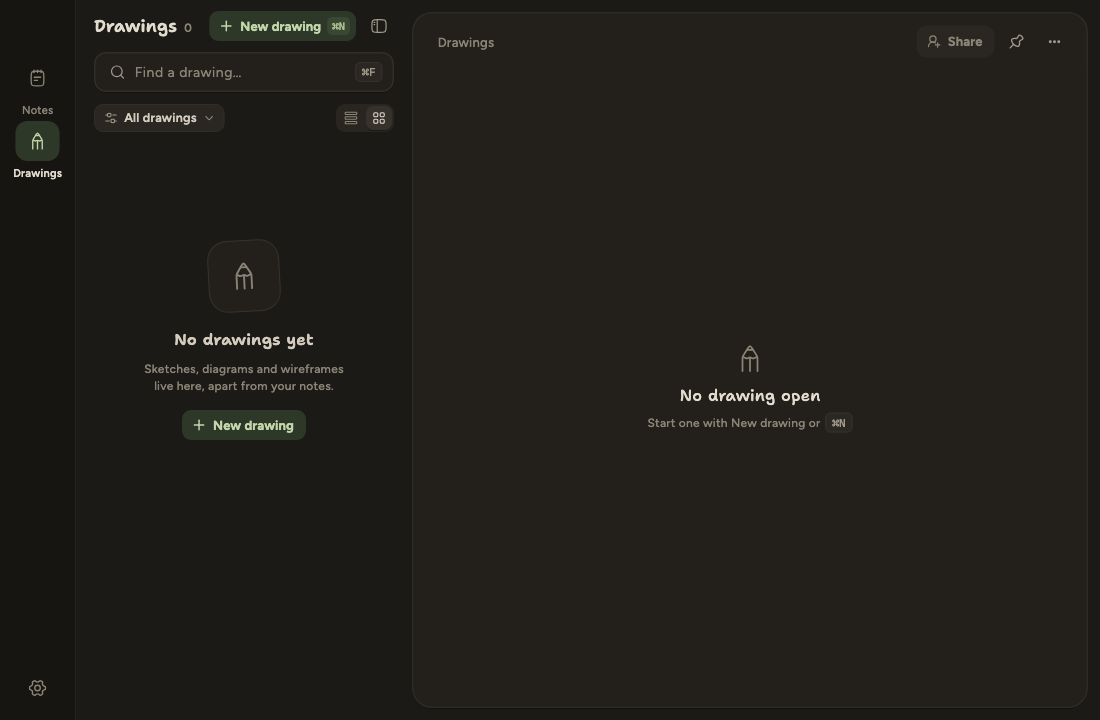 Notes
Drawings
Drawings 0
New drawing ⌘N
Find a drawing... ⌘F
All drawings
No drawings yet
Sketches, diagrams and wireframes
live here, apart from your notes.
New drawing
Drawings
Share
No drawing open
Start one with New drawing or ⌘N